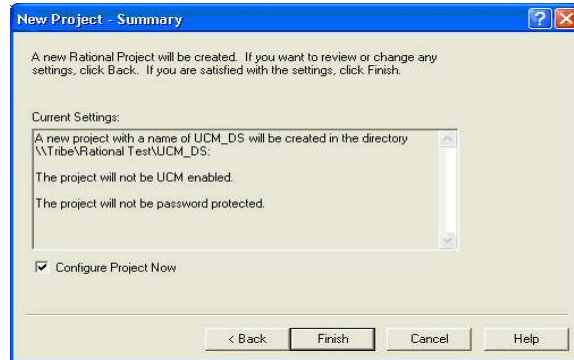 New Project - Summary
A new Rational Project will be created. If you want to review or change any
settings, click Back. If you are satisfied with the settings, click Finish.
Current Settings:
A new project with a name of UCM_DS will be created in the directory
\\Tribe\Rational Test\UCM_DS:
The project will not be UCM enabled.
The project will not be password protected.
Configure Project Now
< Back Finish Cancel Help